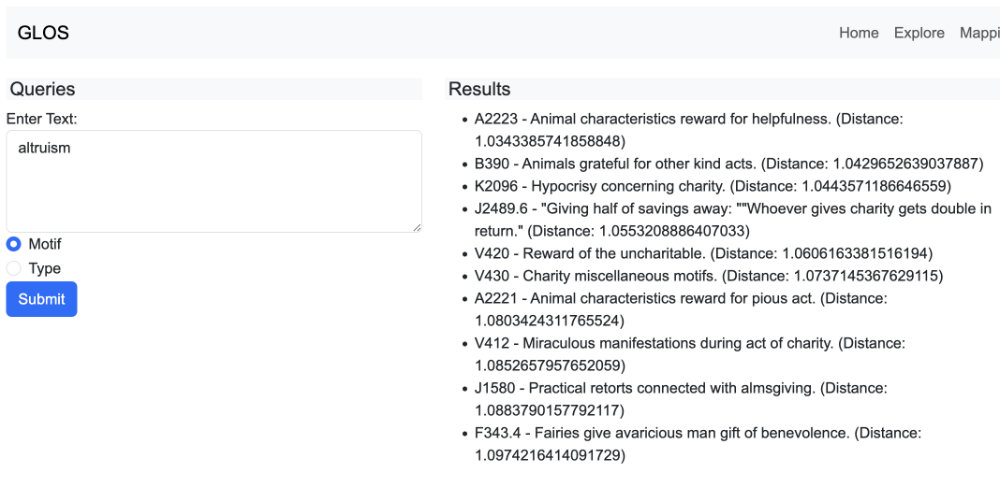 GLOS
Home Explore Mappi
Queries
Enter Text:
altruism
Motif
Type
Submit
Results
A2223 - Animal characteristics reward for helpfulness. (Distance:
1.0343385741858848)
B390 - Animals grateful for other kind acts. (Distance: 1.0429652639037887)
K2096 - Hypocrisy concerning charity. (Distance: 1.0443571186646559)
J2489.6 - "Giving half of savings away: ""Whoever gives charity gets double in
return." (Distance: 1.0553208886407033)
V420 - Reward of the uncharitable. (Distance: 1.0606163381516194)
V430 - Charity miscellaneous motifs. (Distance: 1.0737145367629115)
A2221 - Animal characteristics reward for pious act. (Distance:
1.0803424311765524)
V412 - Miraculous manifestations during act of charity. (Distance:
1.0852657957652059)
J1580 - Practical retorts connected with almsgiving. (Distance:
1.0883790157792117)
F343.4 - Fairies give avaricious man gift of benevolence. (Distance:
1.0974216414091729)